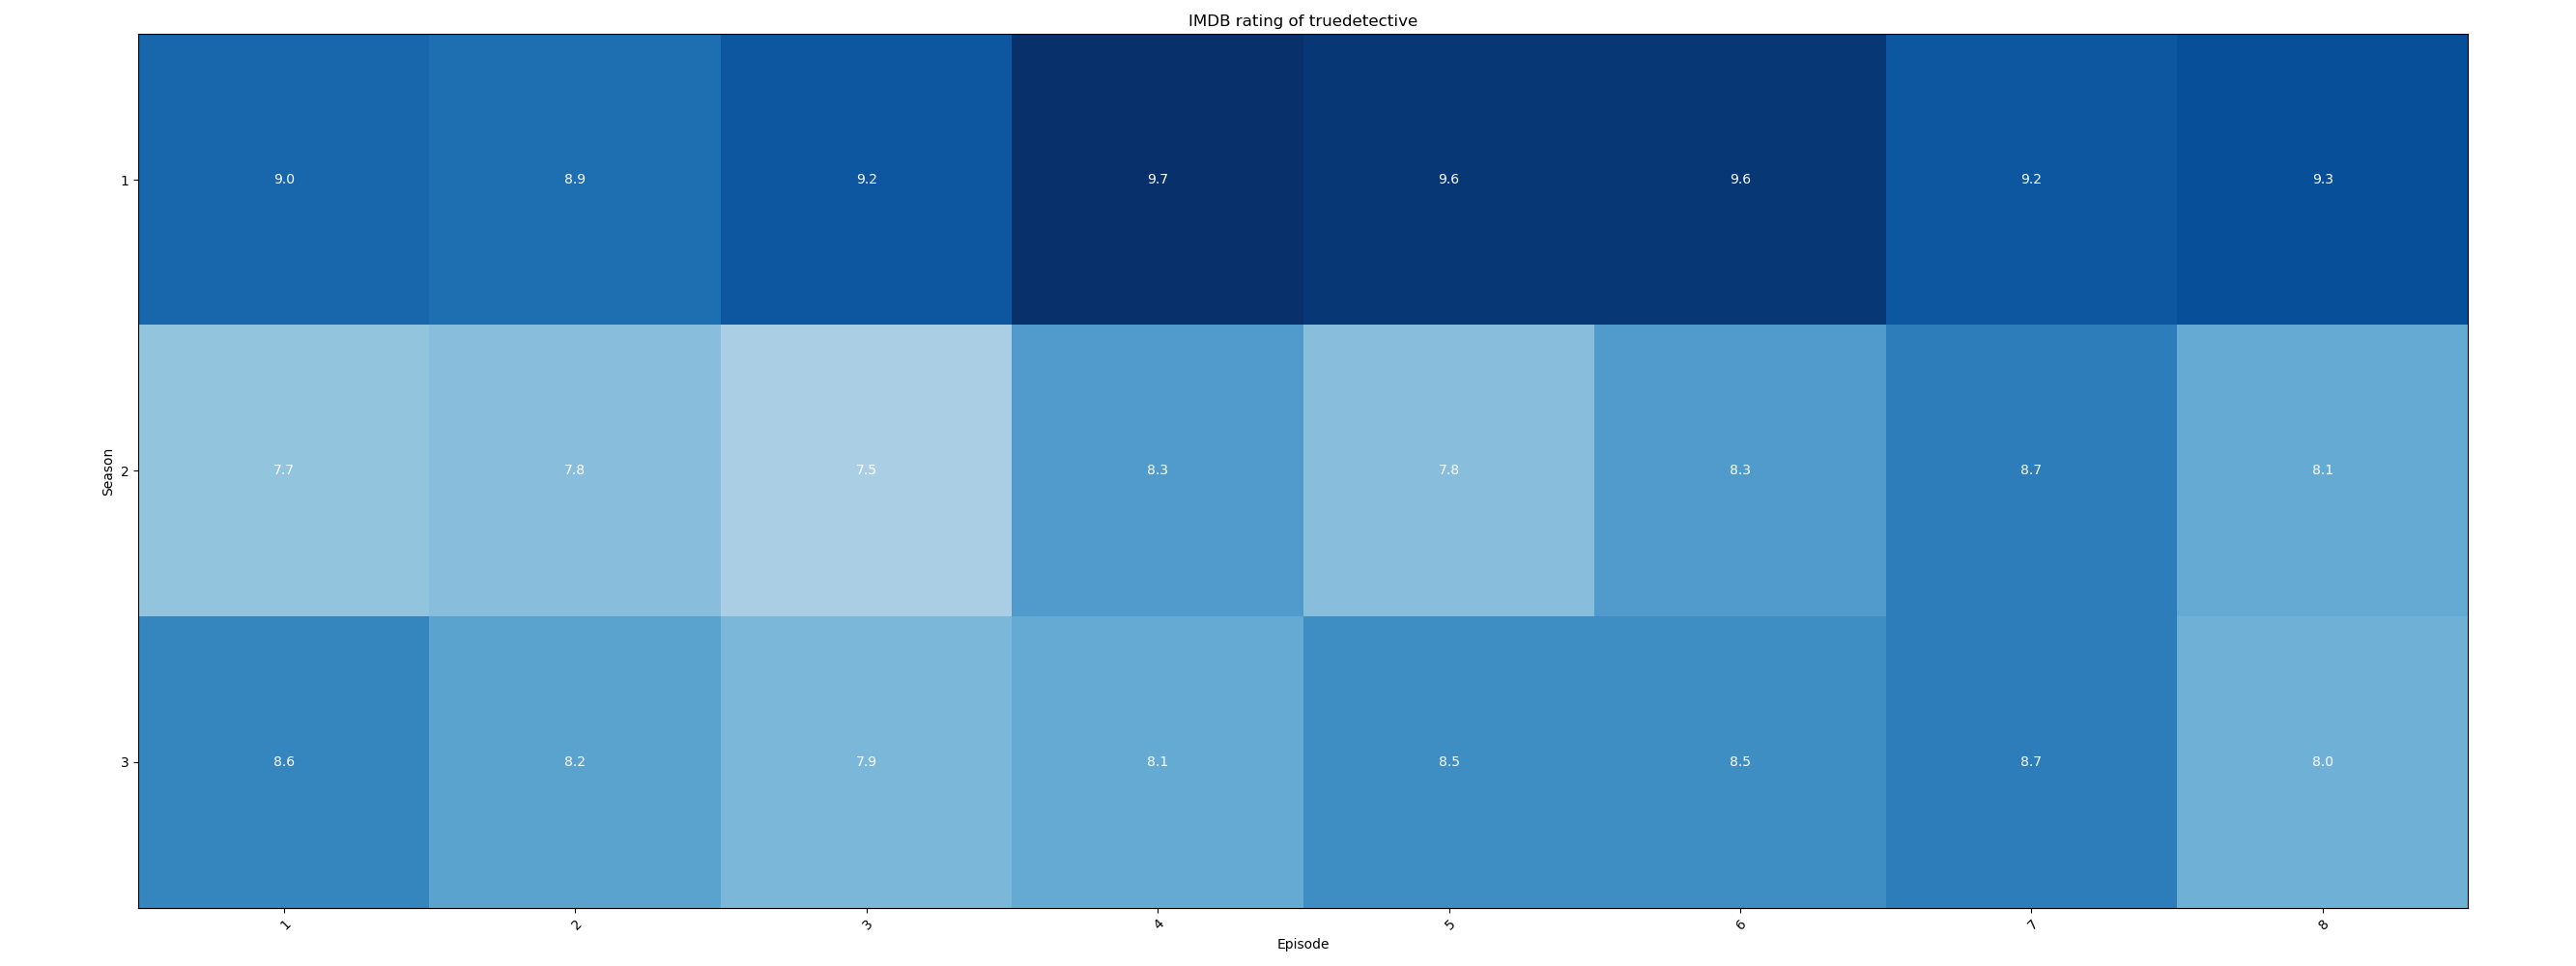 IMDB rating of truedetective
1 9.0 8.9 9.2 9.7 9.6 9.6 9.2 9.3
Season
2 7.7 7.8 7.5 8.3 7.8 8.3 8.7 8.1
3 8.6 8.2 7.9 8.1 8.5 8.5 8.7 8.0
1 2 3 4 5 6 7 8
Episode